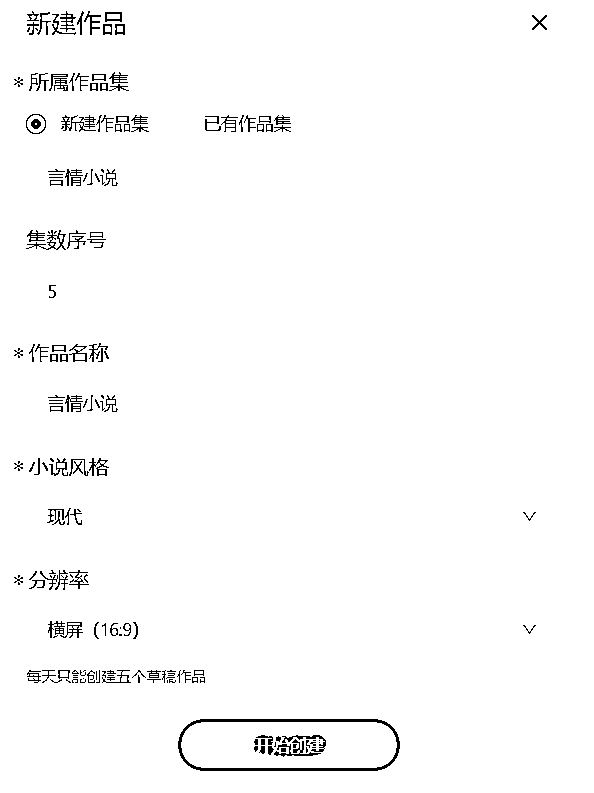 新建作品
* 所属作品集
新建作品集 已有作品集
言情小说
集数序号
5
* 作品名称
言情小说
* 小说风格
现代
* 分辨率
横屏（16:9）
每天只能创建五个草稿作品
开始创建